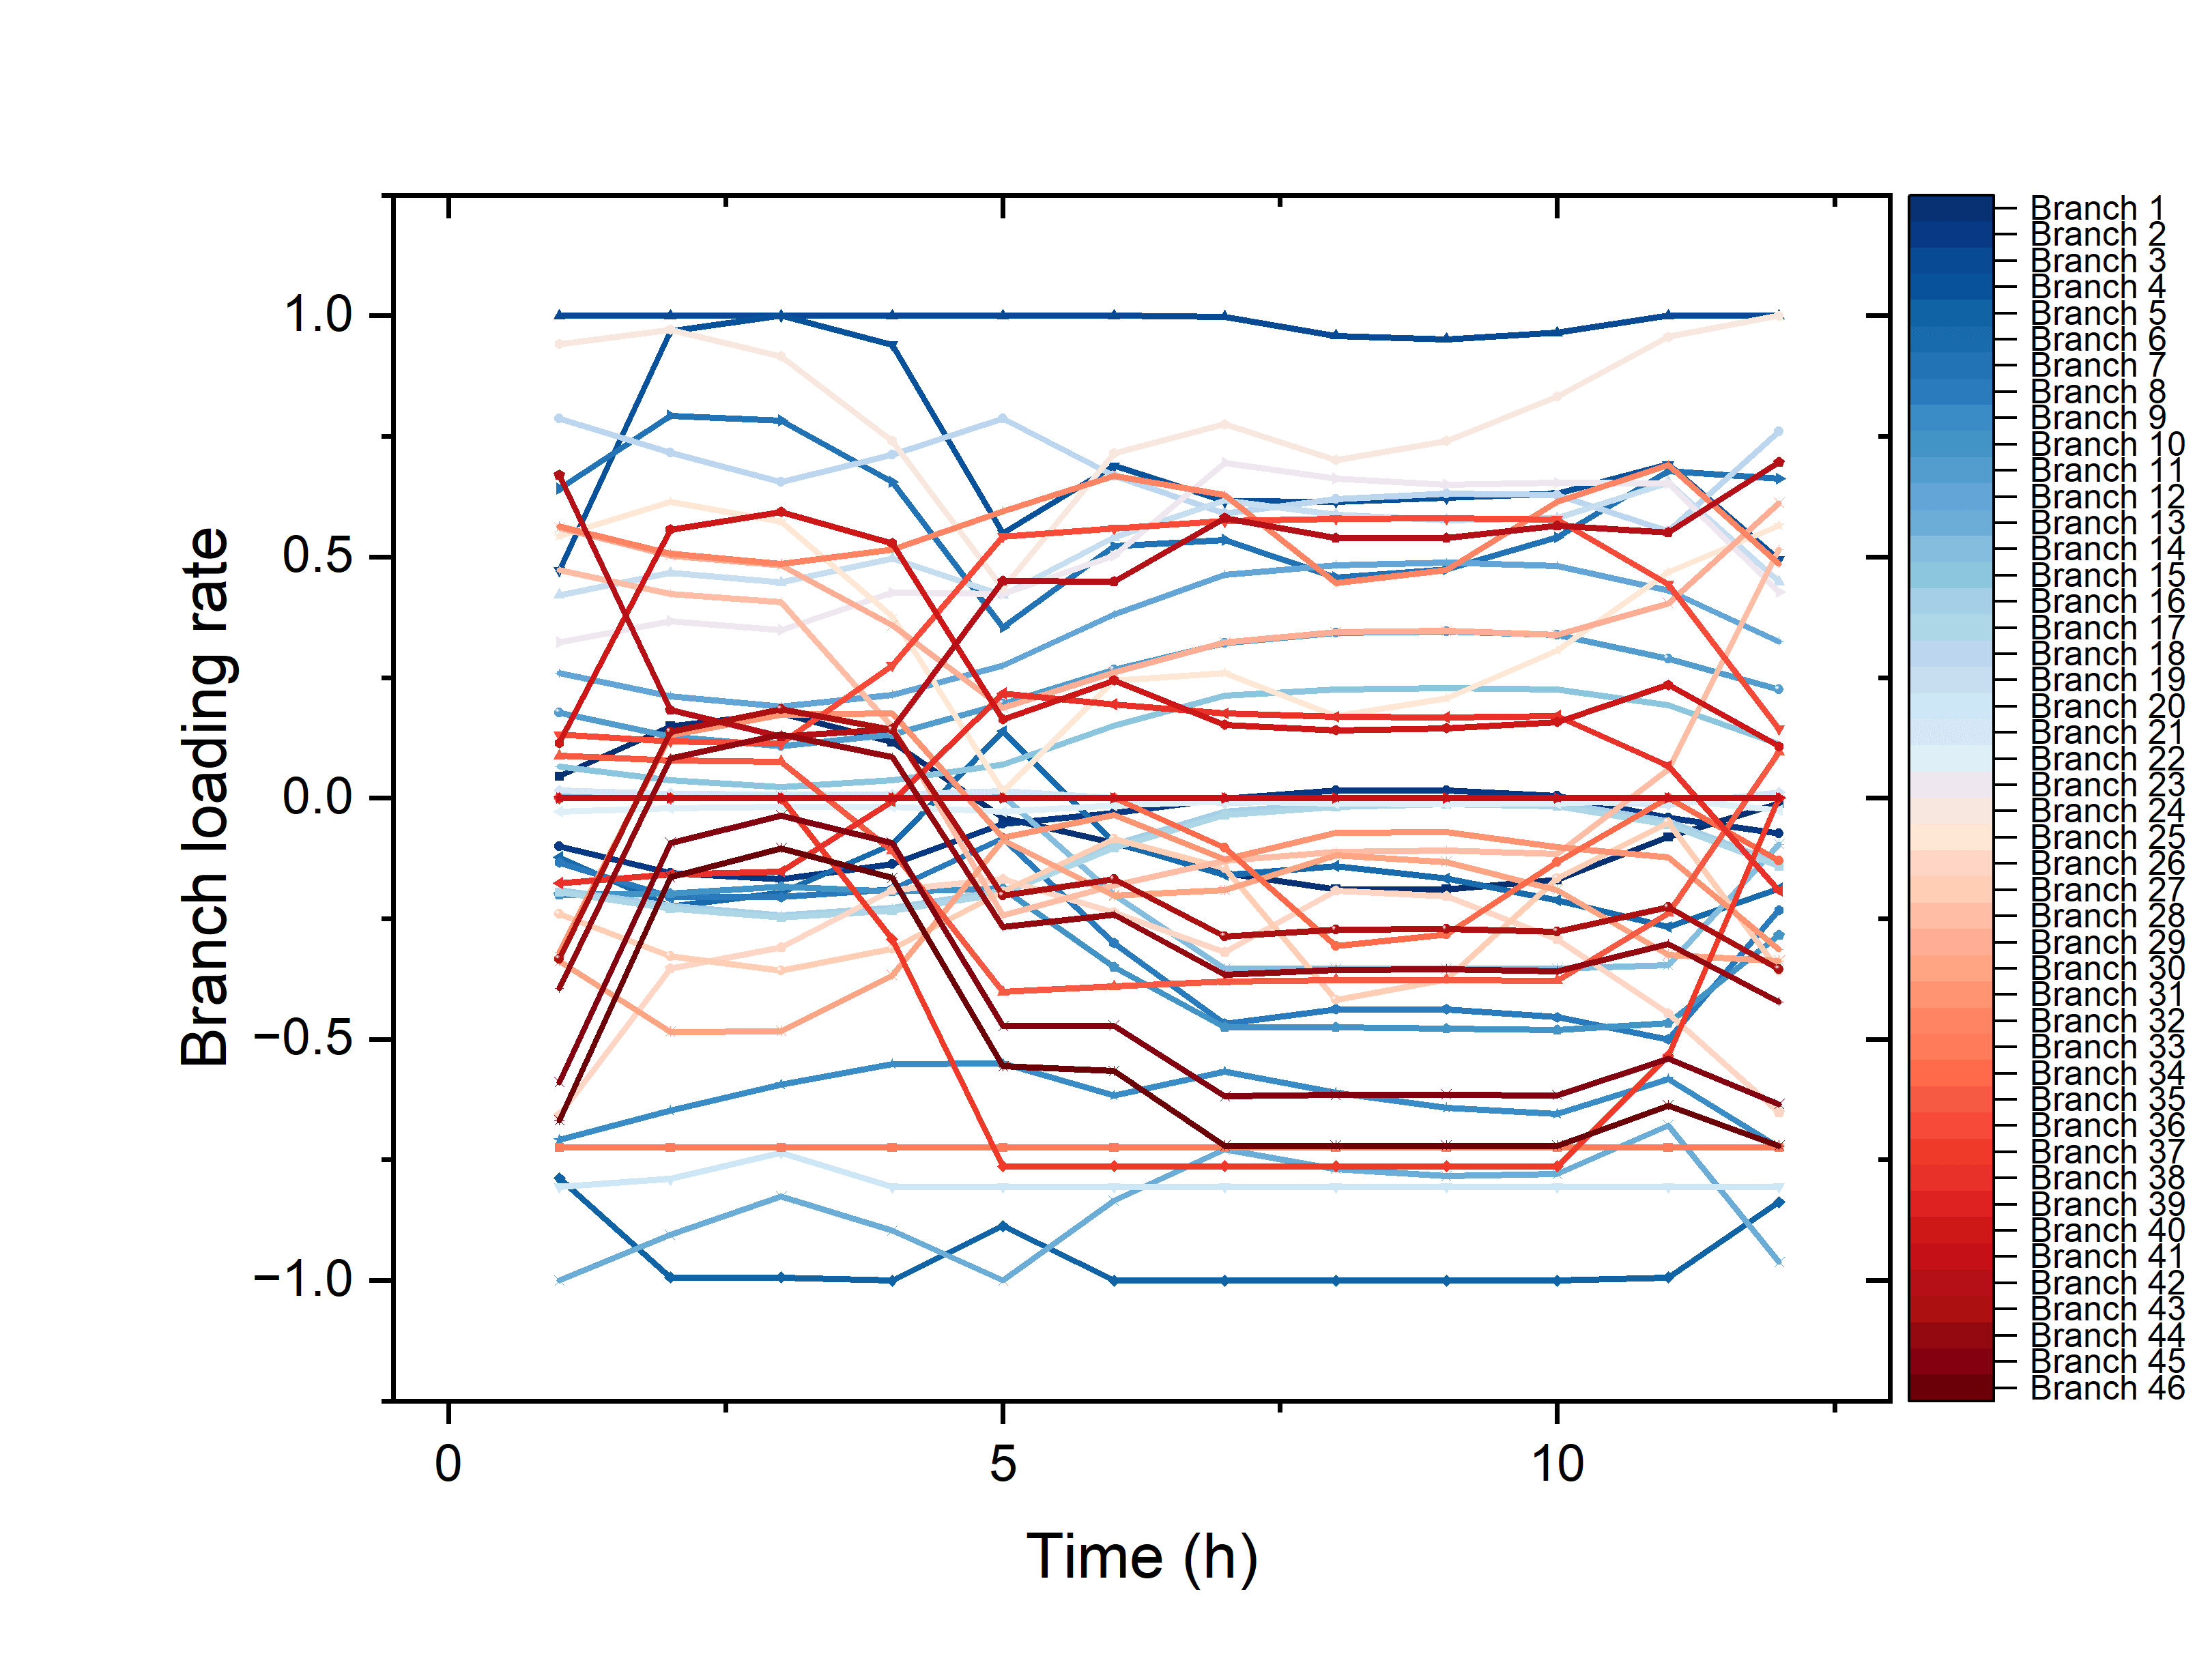 Branch loading rate
1.0
0.5
0.0
−0.5
−1.0
0
5
10
Time (h)
Branch 1
Branch 2
Branch 3
Branch 4
Branch 5
Branch 6
Branch 7
Branch 8
Branch 9
Branch 10
Branch 11
Branch 12
Branch 13
Branch 14
Branch 15
Branch 16
Branch 17
Branch 18
Branch 19
Branch 20
Branch 21
Branch 22
Branch 23
Branch 24
Branch 25
Branch 26
Branch 27
Branch 28
Branch 29
Branch 30
Branch 31
Branch 32
Branch 33
Branch 34
Branch 35
Branch 36
Branch 37
Branch 38
Branch 39
Branch 40
Branch 41
Branch 42
Branch 43
Branch 44
Branch 45
Branch 46